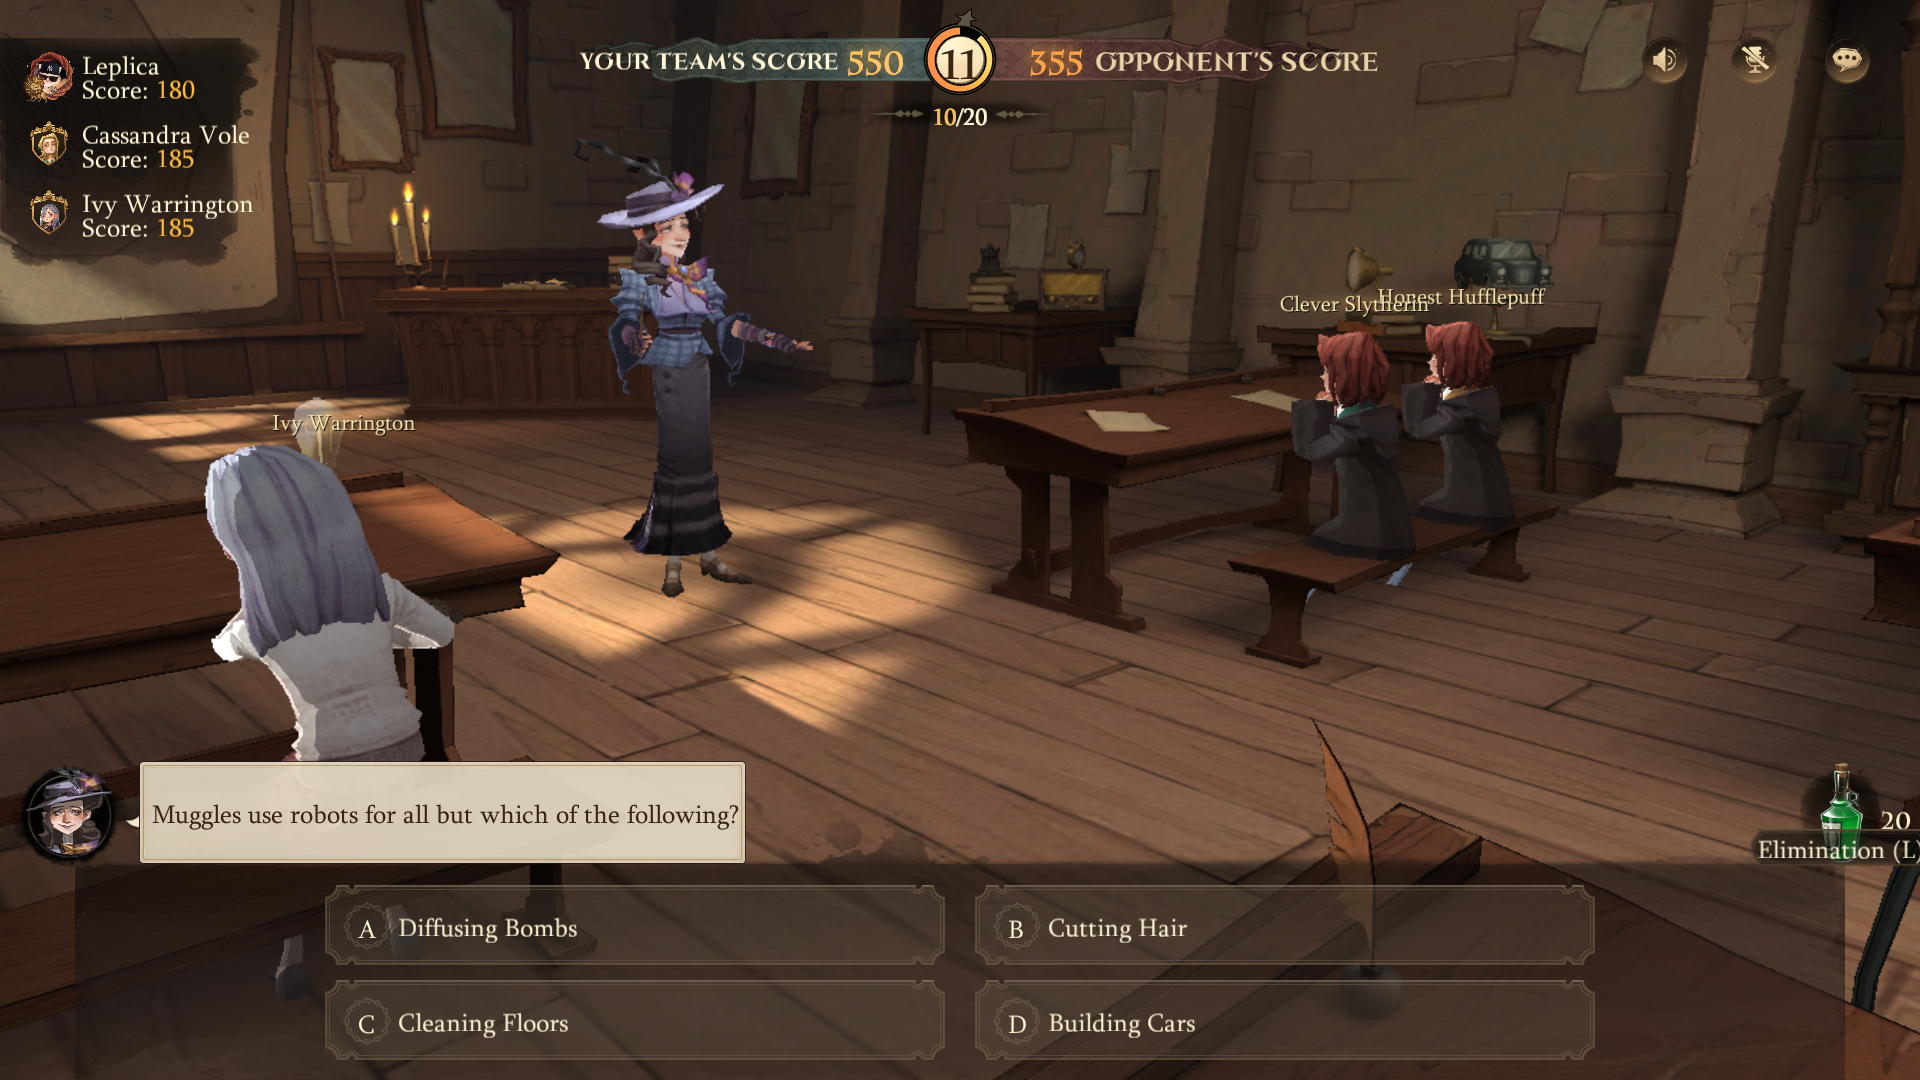 Leplica
Score: 180
Cassandra Vole
Score: 185
Ivy Warrington
Score: 185
YOUR TEAM'S SCORE 550 11 355 OPPONENT'S SCORE
10/20
Clever Slytherin
Honest Hufflepuff
Ivy Warrington
Muggles use robots for all but which of the following?
20
Elimination (L)
A Diffusing Bombs
B Cutting Hair
C Cleaning Floors
D Building Cars